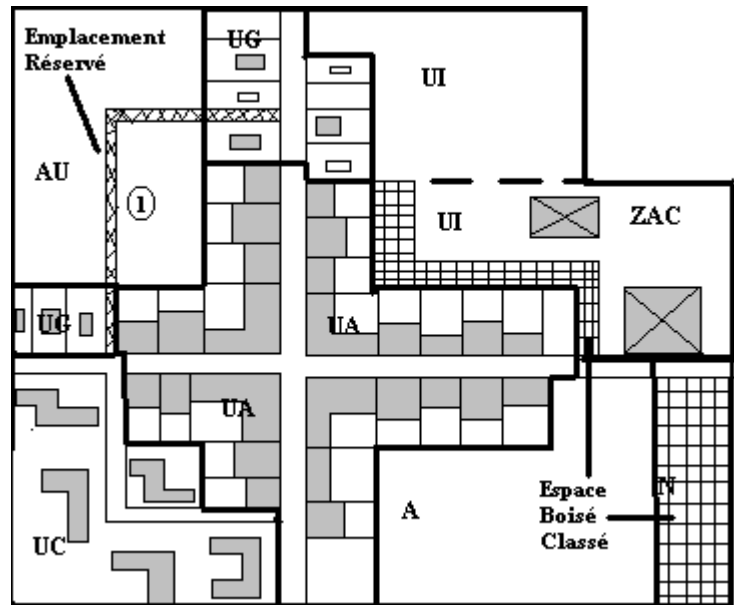 Emplacement
Réservé
UG
UI
AU
1
UI
ZAC
UG
UA
UA
UC
A
Espace
Boisé
Classé
N